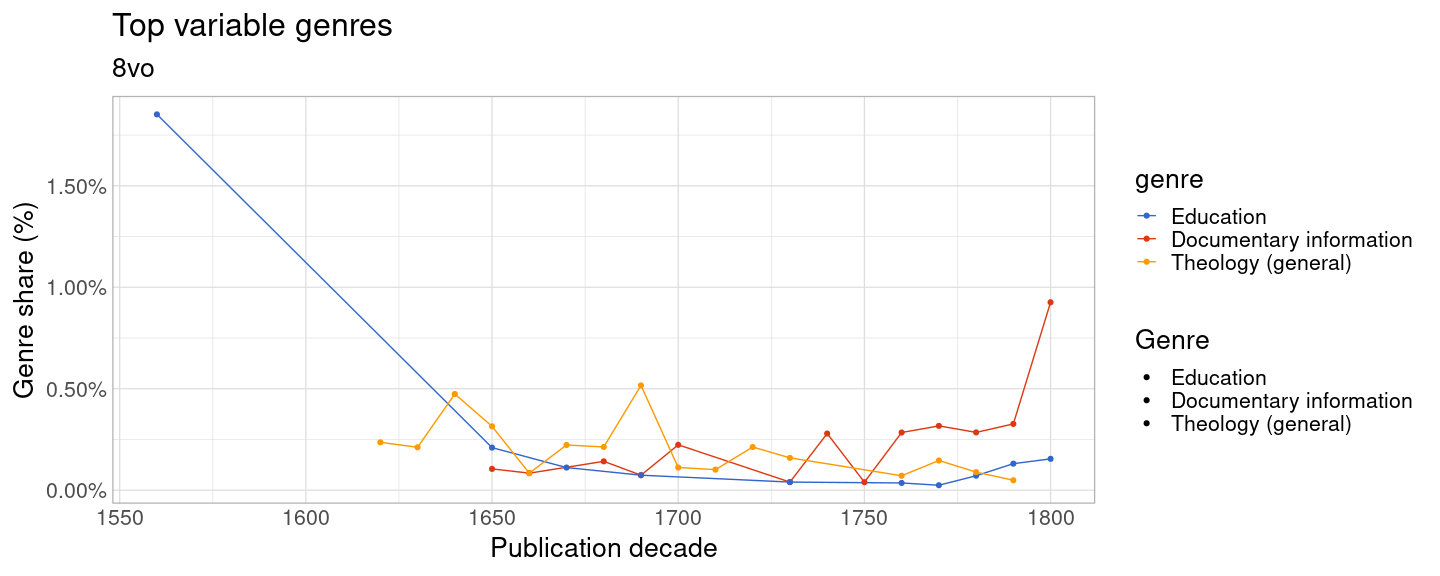 Top variable genres
8vo
Genre share (%)
1.50%
1.00%
0.50%
0.00%
1550 1600 1650 1700 1750 1800
Publication decade
genre
Education
Documentary information
Theology (general)
Genre
Education
Documentary information
Theology (general)